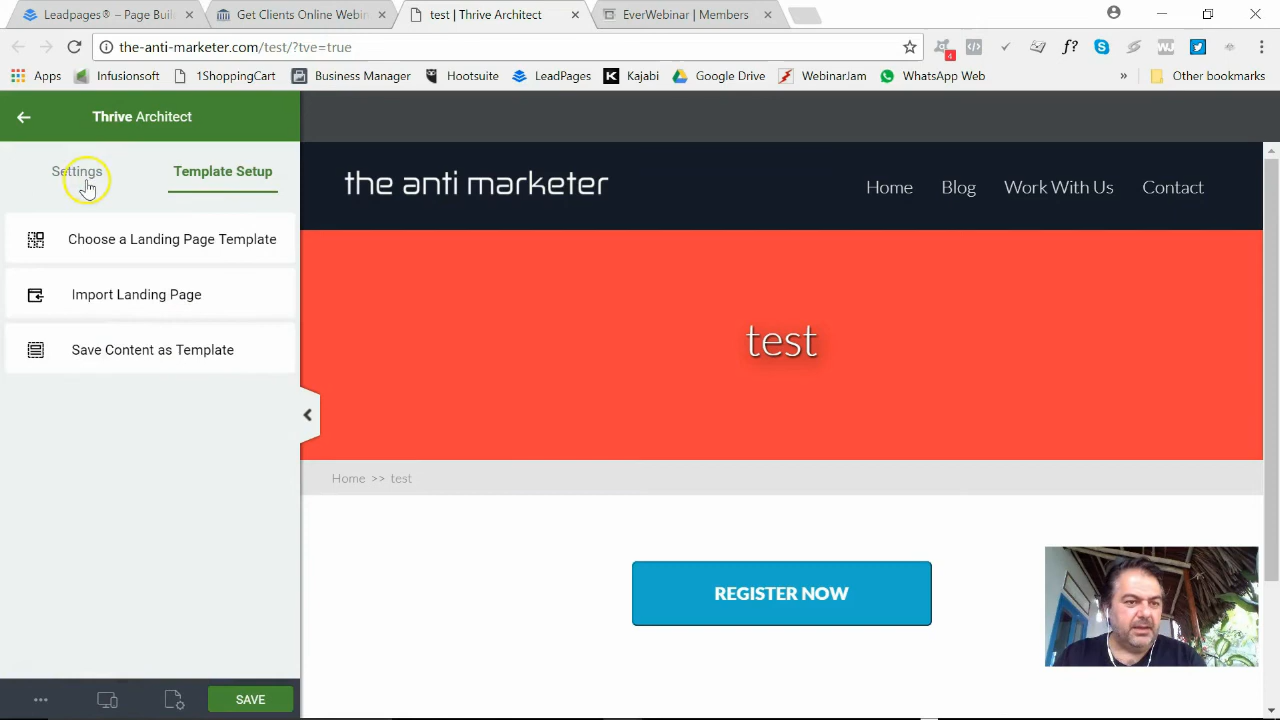 Leadpages® – Page Buil
Get Clients Online Webin
test | Thrive Architect
EverWebinar | Members
the-anti-marketer.com/test/?tve=true
4
f?
WJ
Apps
Infusionsoft
1ShoppingCart
Business Manager
Hootsuite
LeadPages
K
Kajabi
Google Drive
WebinarJam
WhatsApp Web
»
Other bookmarks
Thrive Architect
Settings
Template Setup
Choose a Landing Page Template
Import Landing Page
Save Content as Template
SAVE
the anti marketer
Home
Blog
Work With Us
Contact
test
Home >> test
REGISTER NOW